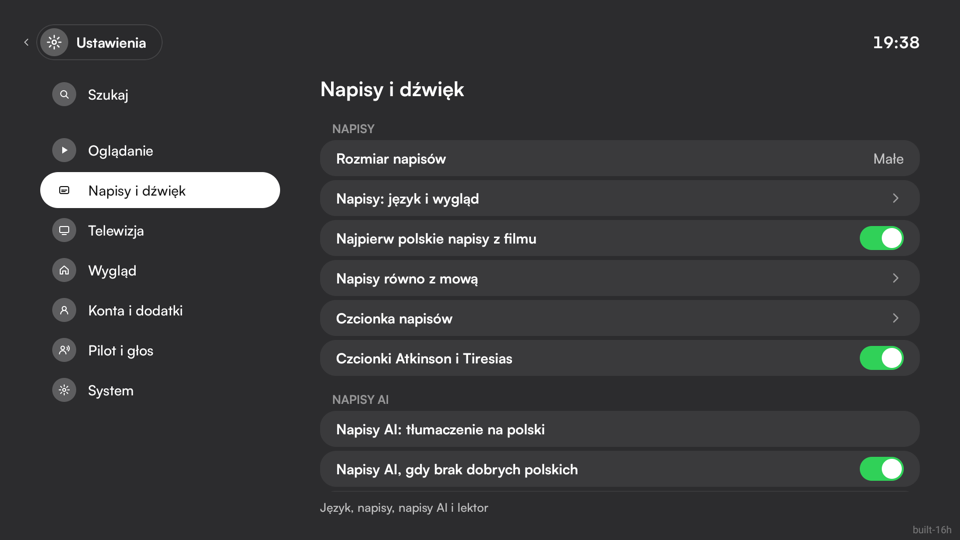 Ustawienia
19:38
Szukaj
Oglądanie
Napisy i dźwięk
Telewizja
Wygląd
Konta i dodatki
Pilot i głos
System
Napisy i dźwięk
NAPISY
Rozmiar napisów Małe
Napisy: język i wygląd
Najpierw polskie napisy z filmu
Napisy równo z mową
Czcionka napisów
Czcionki Atkinson i Tiresias
NAPISY AI
Napisy AI: tłumaczenie na polski
Napisy AI, gdy brak dobrych polskich
Język, napisy, napisy AI i lektor
built-16h